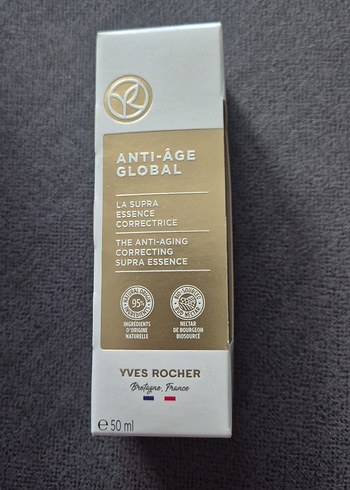 ANTI-ÂGE
GLOBAL
LA SUPRA
ESSENCE
CORRECTRICE
THE ANTI-AGING
CORRECTING
SUPRA ESSENCE
95%
INGRÉDIENTS
D'ORIGINE
NATURELLE
NECTAR
DE BOURGEON
BIOSOURCÉ
YVES ROCHER
Bretagne, France
℮ 50 ml